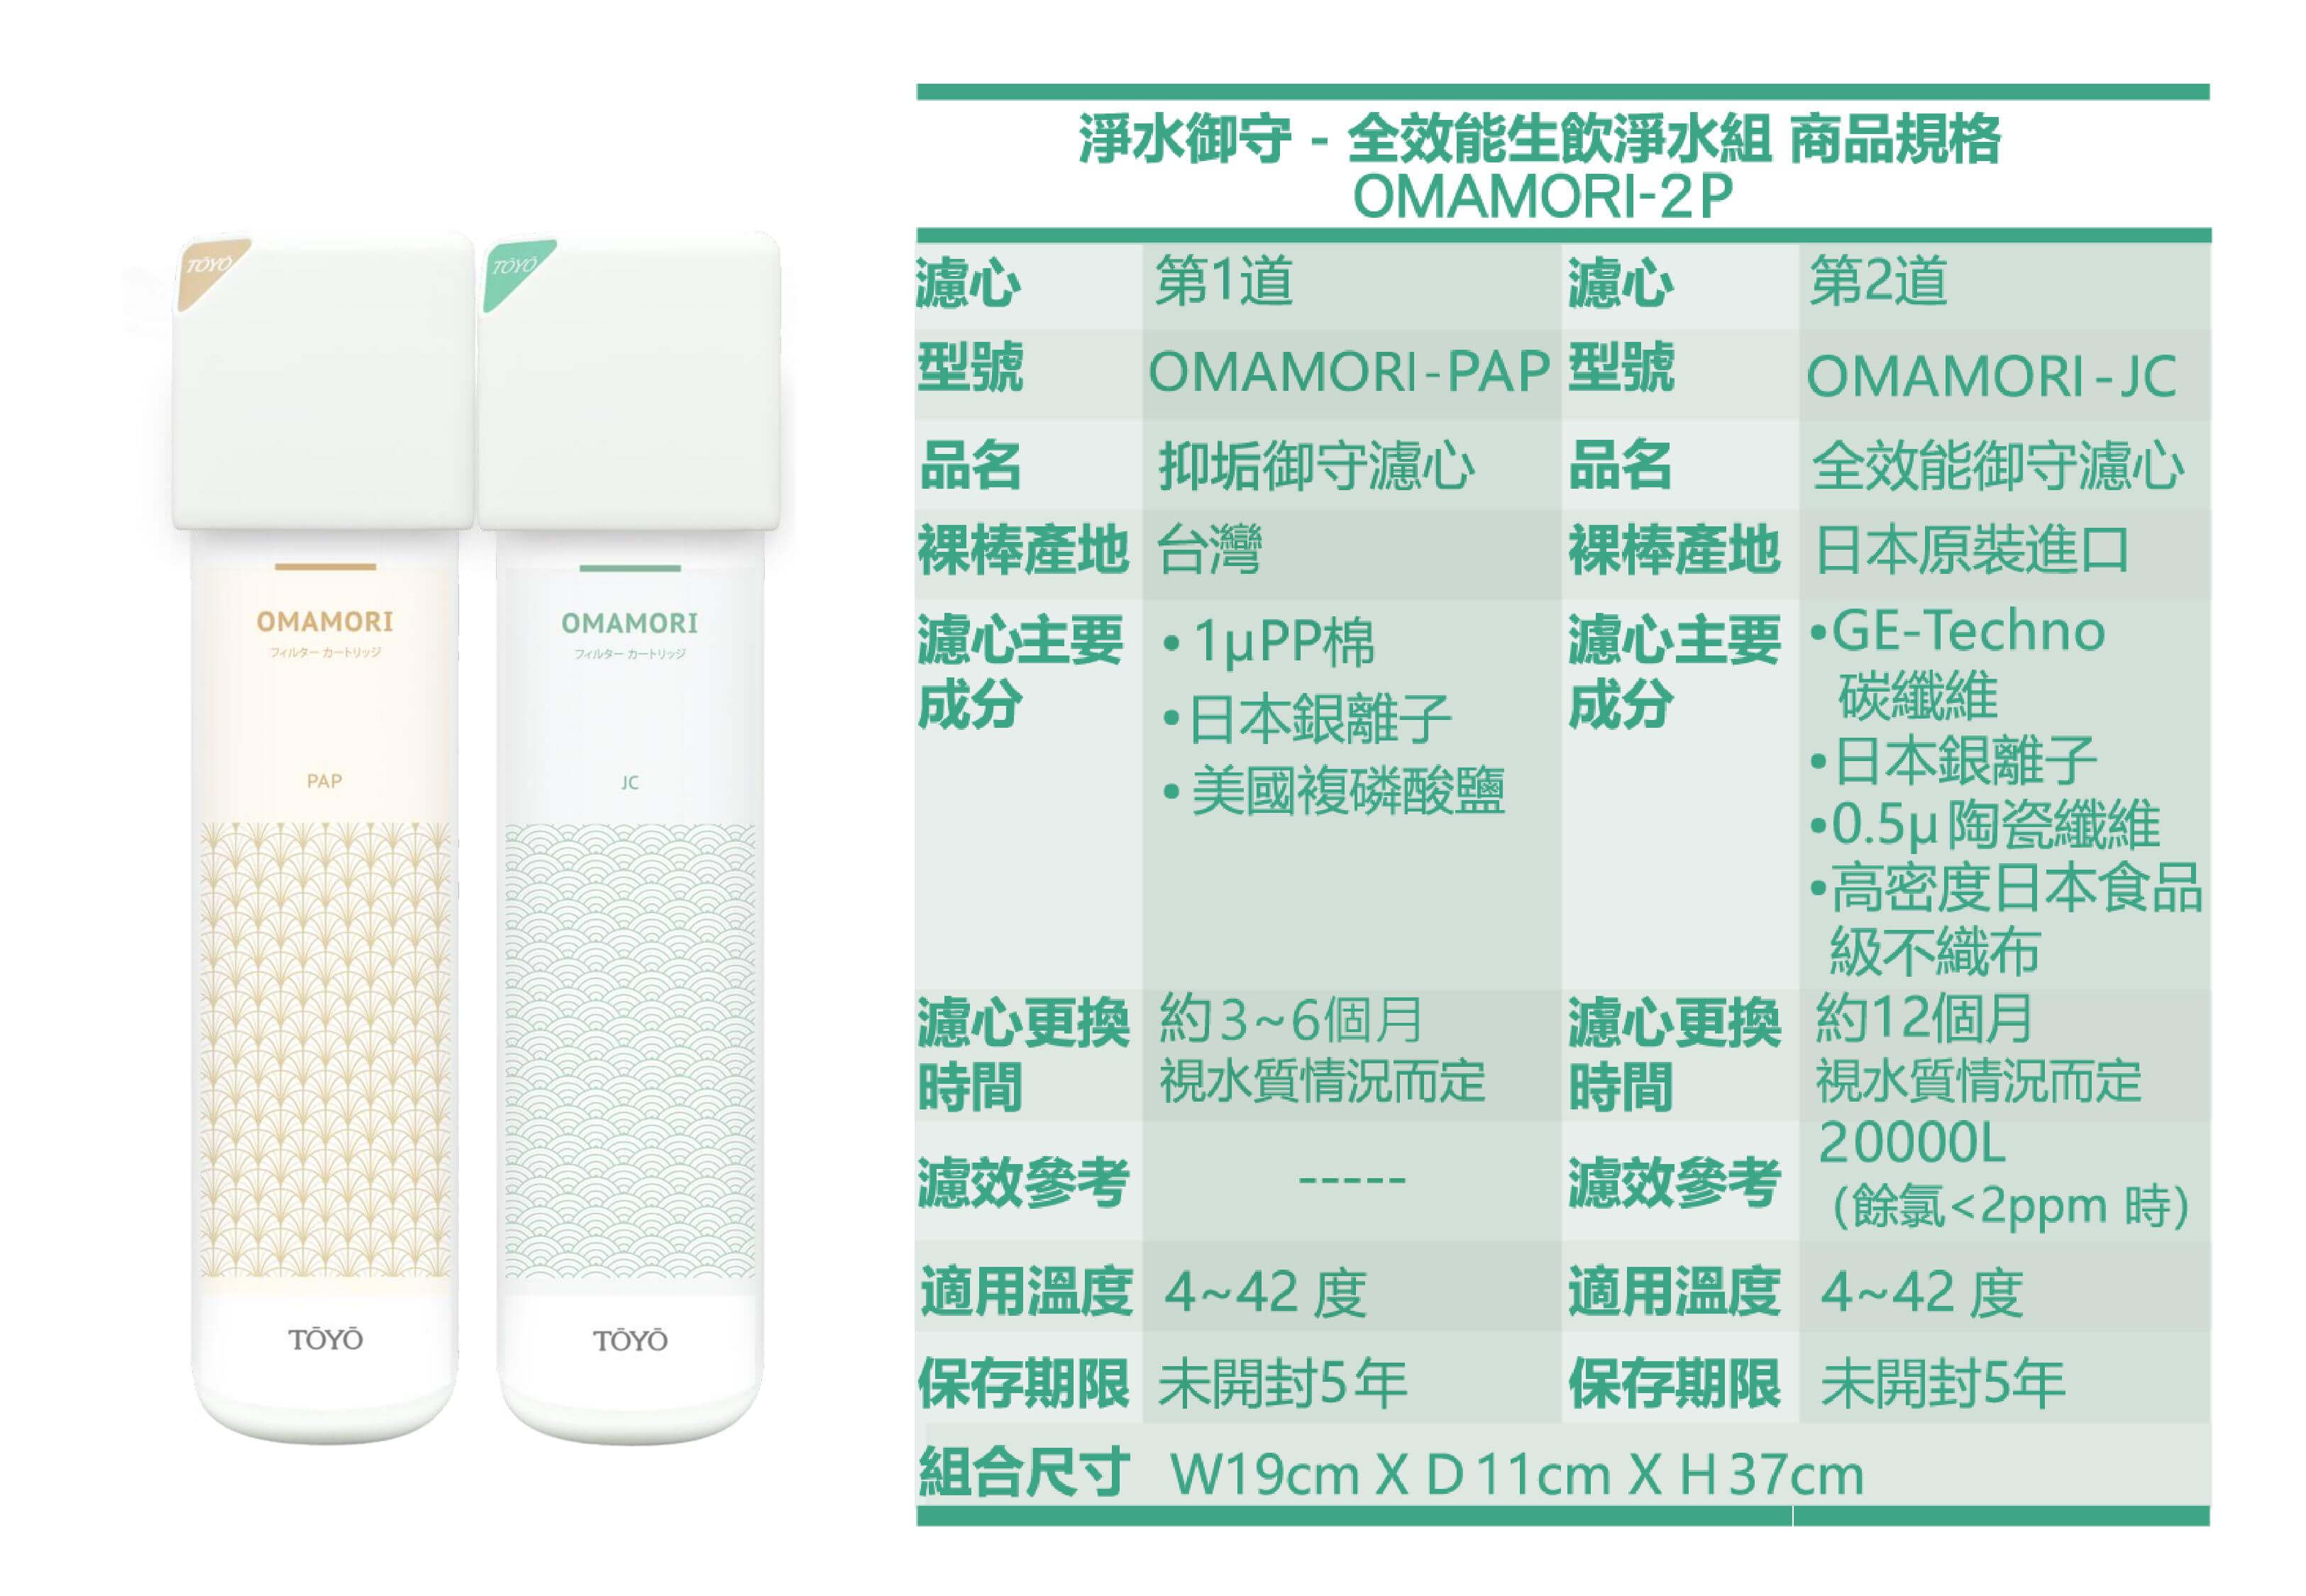 淨水御守 - 全效能生飲淨水組 商品規格
OMAMORI-2P
TŌYŌ
TŌYŌ
OMAMORI
フィルター カートリッジ
PAP
TŌYŌ
OMAMORI
フィルター カートリッジ
JC
TŌYŌ
濾心 第1道 濾心 第2道
型號 OMAMORI-PAP 型號 OMAMORI-JC
品名 抑垢御守濾心 品名 全效能御守濾心
裸棒產地 台灣 裸棒產地 日本原裝進口
濾心主要
成分
•1μPP棉
•日本銀離子
•美國複磷酸鹽
濾心主要
成分
•GE-Techno
碳纖維
•日本銀離子
•0.5μ陶瓷纖維
•高密度日本食品
級不織布
濾心更換
時間
約3~6個月
視水質情況而定
濾心更換
時間
約12個月
視水質情況而定
濾效參考 -----
濾效參考
20000L
(餘氯<2ppm 時)
適用溫度 4~42 度 適用溫度 4~42 度
保存期限 未開封5年 保存期限 未開封5年
組合尺寸 W19cm X D11cm X H37cm